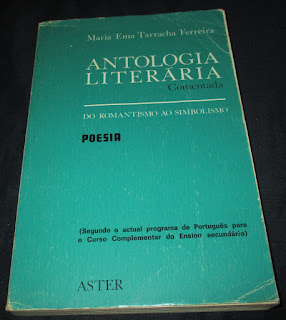 Maria Ema Tarracha Ferreira
ANTOLOGIA
LITERÁRIA
Comentada
DO ROMANTISMO AO SIMBOLISMO
POESIA
(Segundo o actual programa de Português para
o Curso Complementar do Ensino secundário)
ASTER